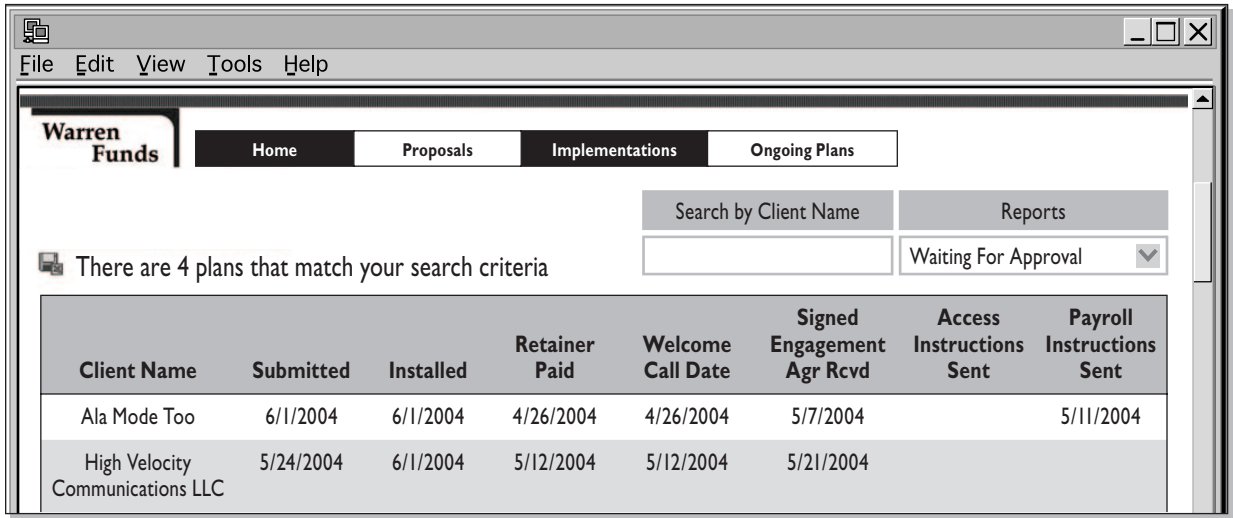 File Edit View Tools Help
Warren
Funds
Home Proposals Implementations Ongoing Plans
Search by Client Name Reports
Waiting For Approval
There are 4 plans that match your search criteria
Client Name Submitted Installed Retainer Paid Welcome Call Date Signed Engagement Agr Rcvd Access Instructions Sent Payroll Instructions Sent
Ala Mode Too 6/1/2004 6/1/2004 4/26/2004 4/26/2004 5/7/2004 5/11/2004
High Velocity Communications LLC 5/24/2004 6/1/2004 5/12/2004 5/12/2004 5/21/2004